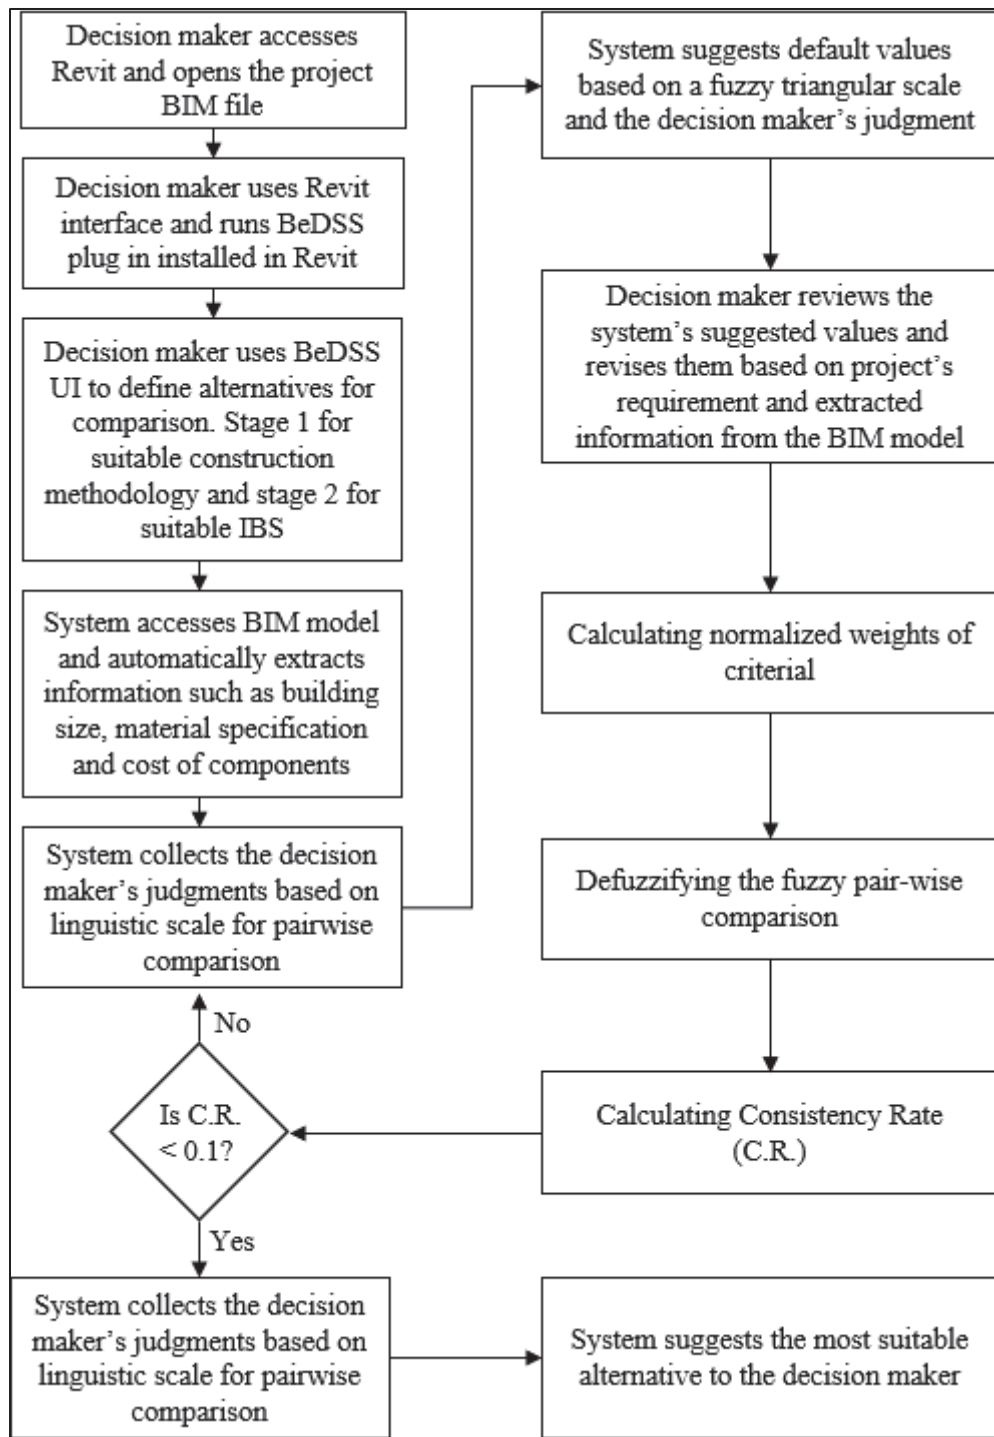 Decision maker accesses
Revit and opens the project
BIM file
Decision maker uses Revit
interface and runs BeDSS
plug in installed in Revit
Decision maker uses BeDSS
UI to define alternatives for
comparison. Stage 1 for
suitable construction
methodology and stage 2 for
suitable IBS
System accesses BIM model
and automatically extracts
information such as building
size, material specification
and cost of components
System collects the decision
maker’s judgments based on
linguistic scale for pairwise
comparison
System suggests default values
based on a fuzzy triangular scale
and the decision maker’s judgment
Decision maker reviews the
system’s suggested values and
revises them based on project’s
requirement and extracted
information from the BIM model
Calculating normalized weights of
criterial
Defuzzifying the fuzzy pair-wise
comparison
Calculating Consistency Rate
(C.R.)
Is C.R.
< 0.1?
No
Yes
System collects the decision
maker’s judgments based on
linguistic scale for pairwise
comparison
System suggests the most suitable
alternative to the decision maker